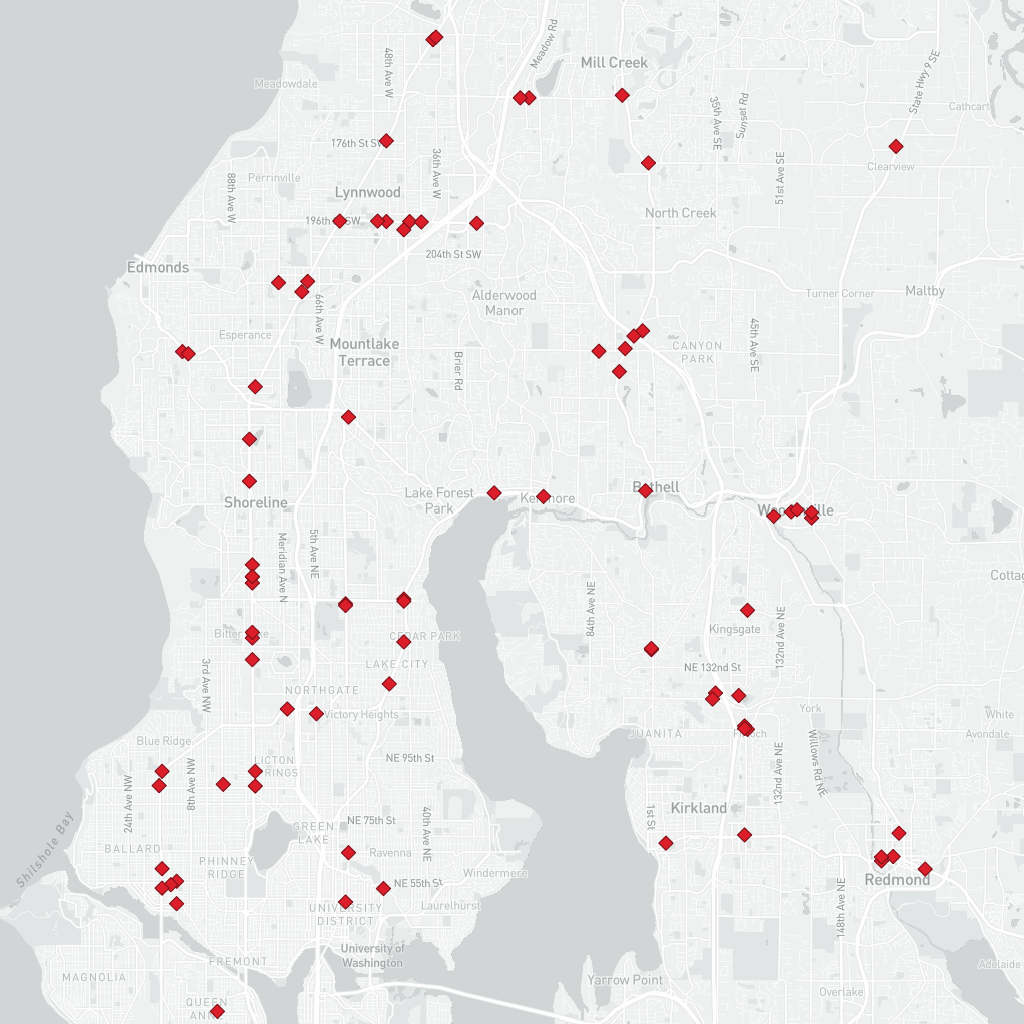 Meadow Rd
Mill Creek
48th Ave W
State Hwy 9 SE
Meadowdale
35th Ave SE
Sunset Rd
Cathcart
176th St SW
36th Ave W
Clearview
Perrinville
88th Ave W
51st Ave SE
Lynnwood
North Creek
196th SW
204th St SW
Edmonds
Turner Corner
Maltby
Alderwood
Manor
66th Ave W
Esperance
45th Ave SE
Mountlake
Terrace
CANYON
PARK
Brier Rd
Lake Forest
Park
Kenmore
Bothell
Shoreline
5th Ave NE
Meridian Ave N
84th Ave NE
132nd Ave NE
Kingsgate
CEDAR PARK
LAKE CITY
NE 132nd St
3rd Ave NW
NORTHGATE
Victory Heights
York
White
Blue Ridge
JUANITA
Avondale
NE 95th St
24th Ave NW
8th Ave NW
132nd Ave NE
Willows Rd NE
Kirkland
1st St
Shilshole Bay
GREEN
LAKE
NE 75th St
40th Ave NE
BALLARD
PHINNEY
RIDGE
Ravenna
Windermere
NE 55th St
Redmond
148th Ave NE
Laurelhurst
UNIVERSITY
DISTRICT
University of
Washington
FREMONT
MAGNOLIA
Yarrow Point
Adelaide
Overlake
QUEEN